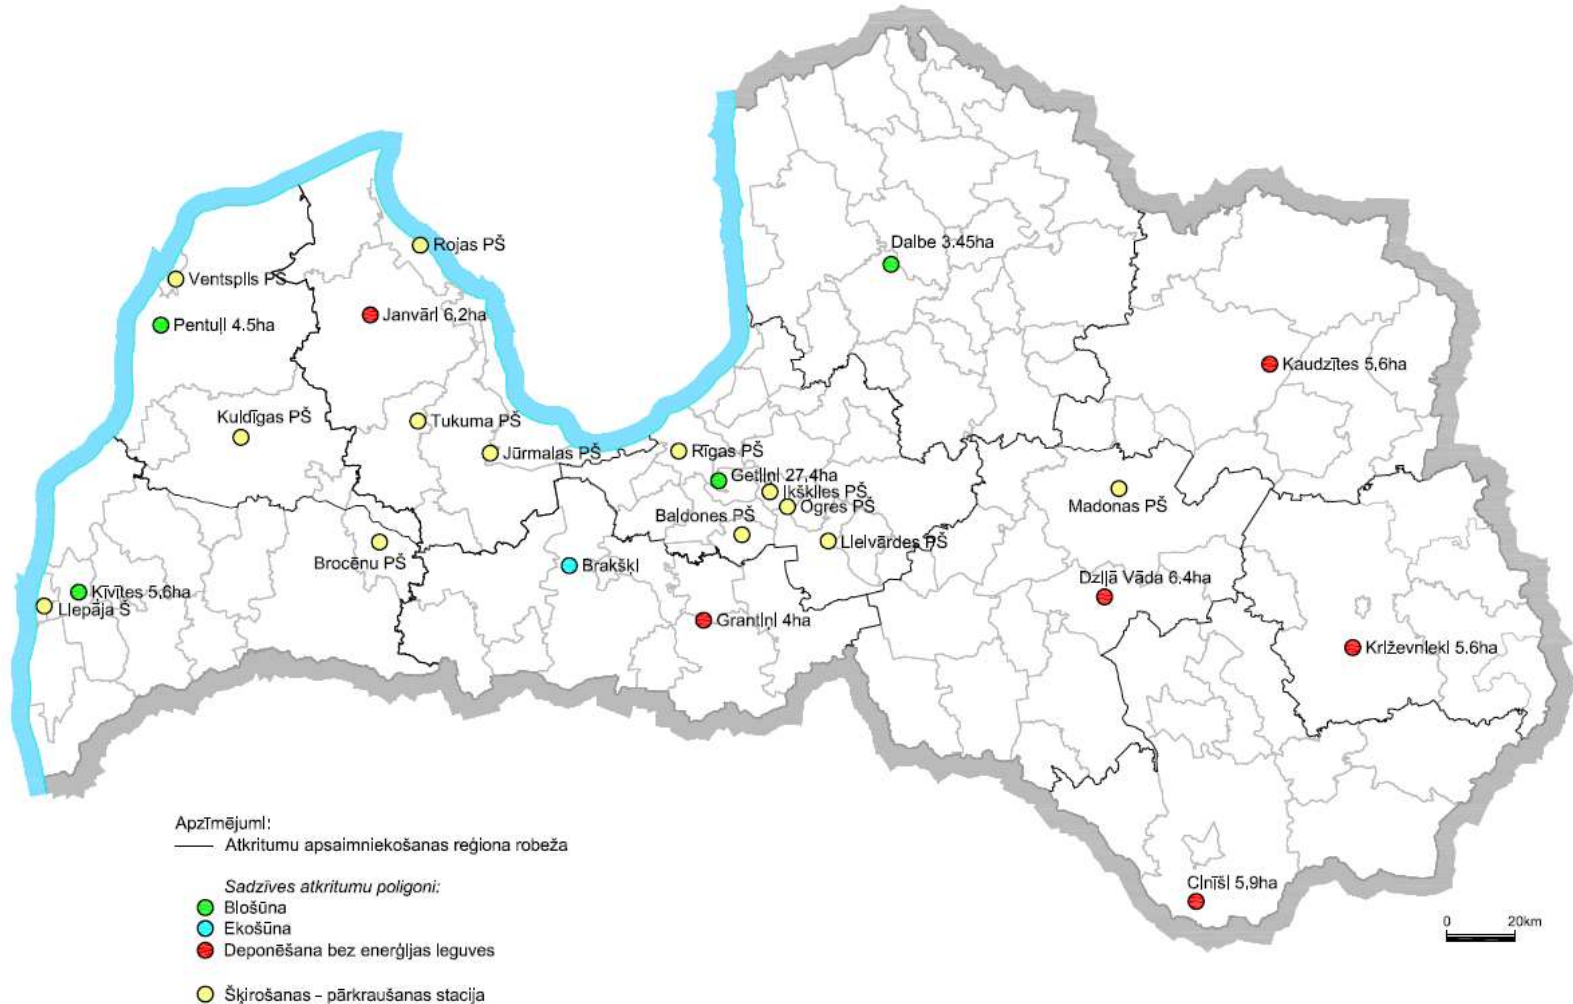 Dalbe 3.45ha
Rojas PŠ
Ventspils PŠ
Pentuļi 4.5ha
Janvāri 6,2ha
Kaudzītes 5,6ha
Kuldīgas PŠ
Tukuma PŠ
Jūrmalas PŠ
Rīgas PŠ
Getliņi 27,4ha
Ikšķiles PŠ
Ogres PŠ
Madonas PŠ
Baldones PŠ
Lielvārdes PŠ
Brocēnu PŠ
Brakšķi
Dziļā Vāda 6.4ha
Ķīvītes 5,6ha
Liepāja Š
Grantiņi 4ha
Križevnieki 5.6ha
Cinīši 5,9ha
Apzīmējumi:
Atkritumu apsaimniekošanas reģiona robeža
Sadzīves atkritumu poligoni:
Biošūna
Ekošūna
Deponēšana bez enerģijas ieguves
Šķirošanas - pārkraušanas stacija
0 20km